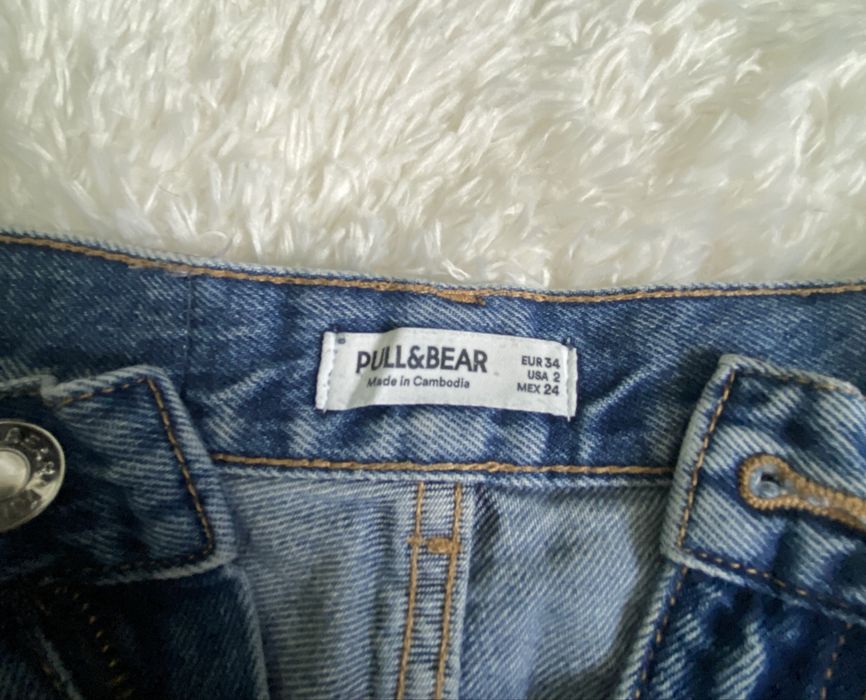 PULL&BEAR
Made in Cambodia
EUR 34
USA 2
MEX 24